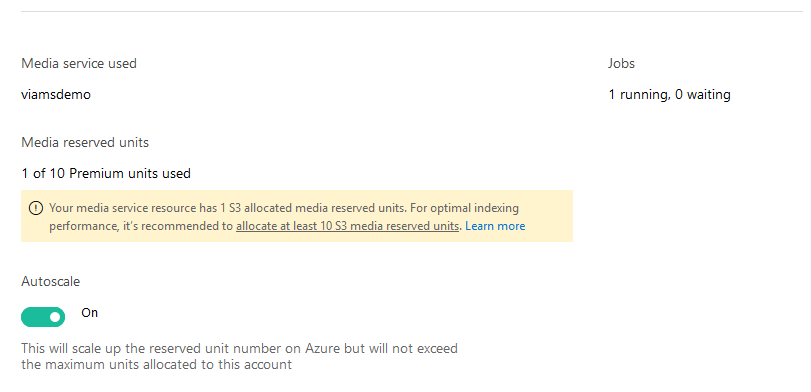 Media service used
Jobs
viamsdemo
1 running, 0 waiting
Media reserved units
1 of 10 Premium units used
Your media service resource has 1 S3 allocated media reserved units. For optimal indexing
performance, it's recommended to allocate at least 10 S3 media reserved units. Learn more
Autoscale
On
This will scale up the reserved unit number on Azure but will not exceed
the maximum units allocated to this account